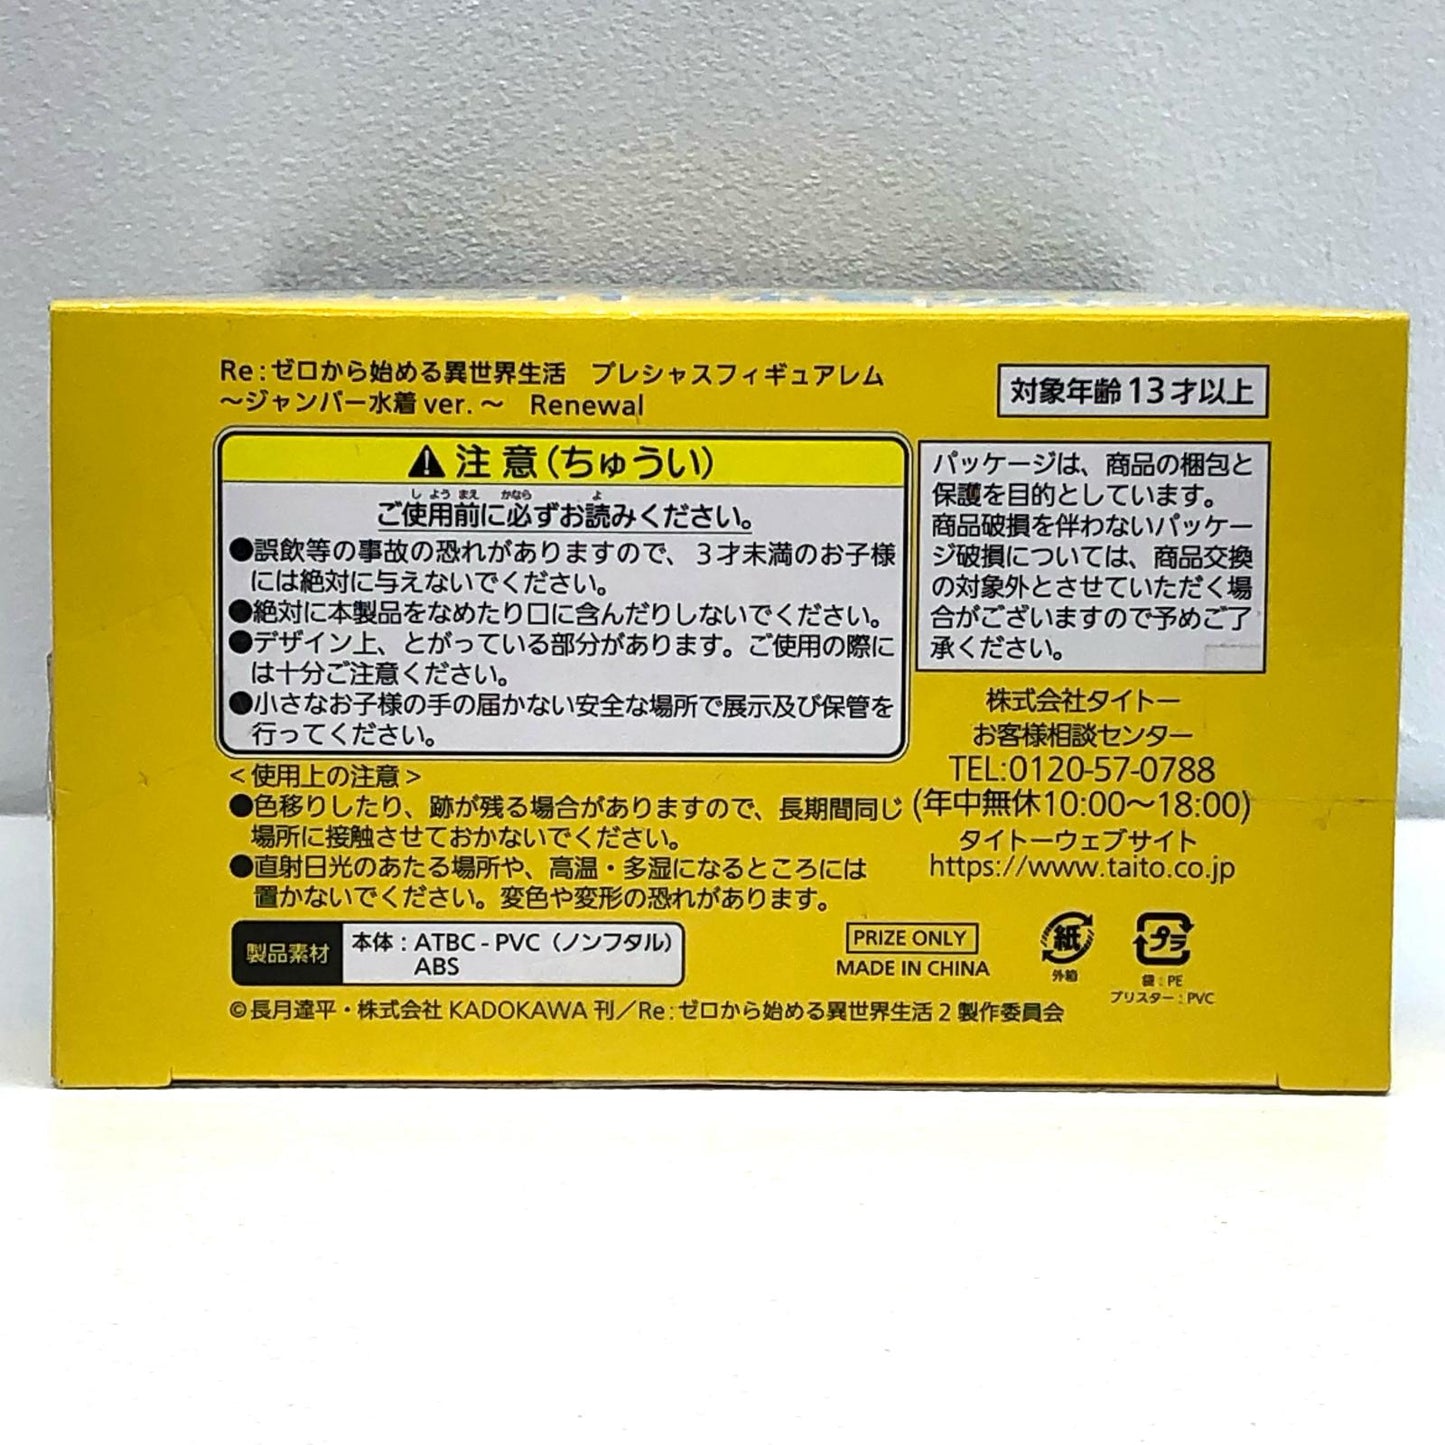 Re:ゼロから始める異世界生活　プレシャスフィギュアレム
～ジャンパー水着 ver.～　Renewal
対象年齢13才以上
注意(ちゅうい)
ご使用前に必ずお読みください。
●誤飲等の事故の恐れがありますので、3才未満のお子様
には絶対に与えないでください。
●絶対に本製品をなめたり口に含んだりしないでください。
●デザイン上、とがっている部分があります。ご使用の際に
は十分ご注意ください。
●小さなお子様の手の届かない安全な場所で展示及び保管を
行ってください。
<使用上の注意>
●色移りしたり、跡が残る場合がありますので、長期間同じ
場所に接触させておかないでください。
●直射日光のあたる場所や、高温・多湿になるところには
置かないでください。変色や変形の恐れがあります。
パッケージは、商品の梱包と
保護を目的としています。
商品破損を伴わないパッケー
ジ破損については、商品交換
の対象外とさせていただく場
合がございますので予めご了
承ください。
株式会社タイトー
お客様相談センター
TEL:0120-57-0788
(年中無休10:00～18:00)
タイトーウェブサイト
https://www.taito.co.jp
製品素材
本体：ATBC-PVC（ノンフタル）
ABS
PRIZE ONLY
MADE IN CHINA
紙
外箱
プラ
袋：PE
ブリスター：PVC
©長月達平・株式会社KADOKAWA刊／Re:ゼロから始める異世界生活2製作委員会